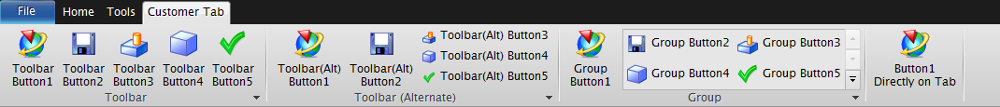 File Home Tools Customer Tab
Toolbar Button1
Toolbar Button2
Toolbar Button3
Toolbar Button4
Toolbar Button5
Toolbar
Toolbar(Alt) Button1
Toolbar(Alt) Button2
Toolbar(Alt) Button3
Toolbar(Alt) Button4
Toolbar(Alt) Button5
Toolbar (Alternate)
Group Button1
Group Button2
Group Button3
Group Button4
Group Button5
Group
Button1 Directly on Tab